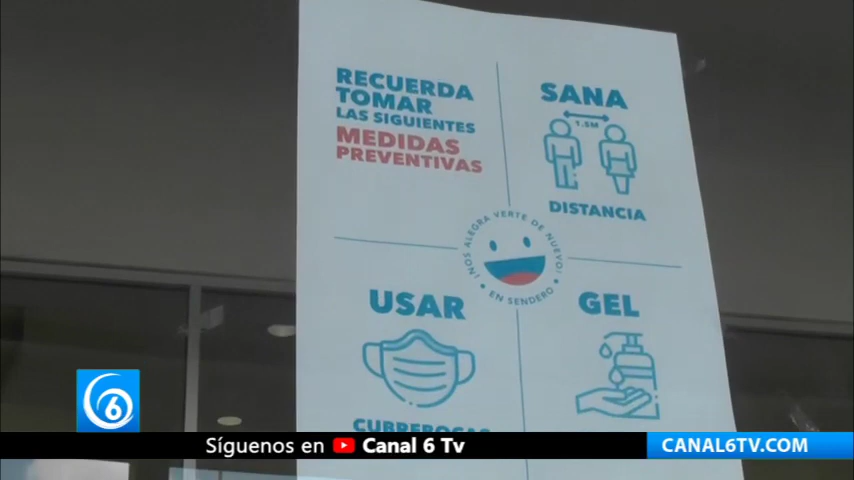 RECUERDA
TOMAR
LAS SIGUIENTES
MEDIDAS
PREVENTIVAS
SANA
1.5M
DISTANCIA
¡NOS ALEGRA VERTE DE NUEVO!
EN SENDERO
USAR
CUBREBOCAS
GEL
6
Síguenos en Canal 6 Tv
CANAL6TV.COM